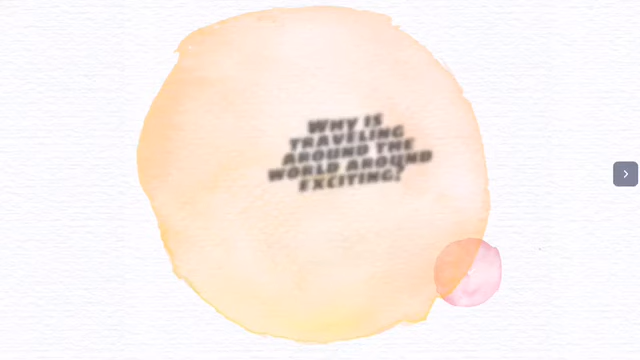 WHY IS
TRAVELING
AROUND THE
WORLD AROUND
EXCITING?